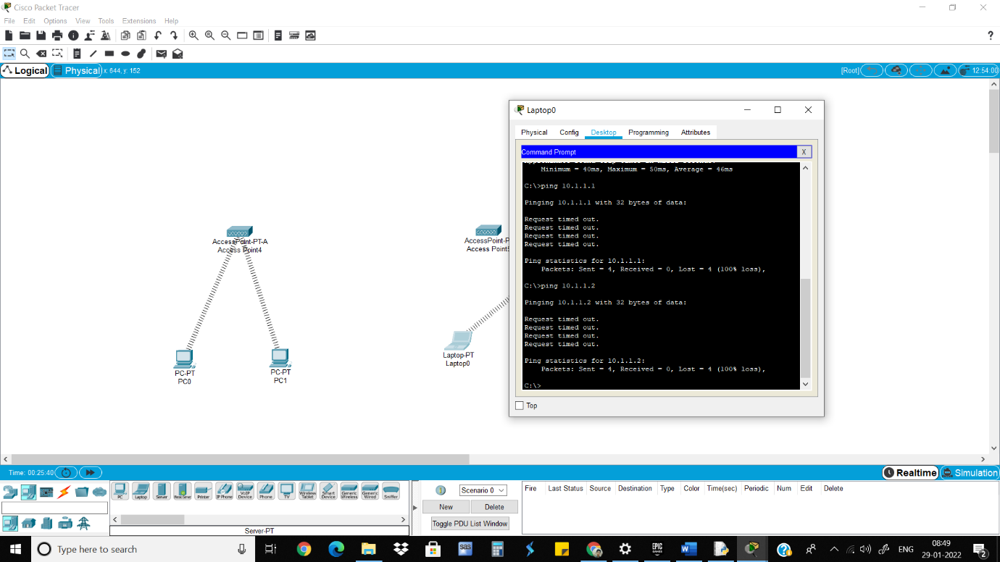 Cisco Packet Tracer
File Edit Options View Tools Extensions Help
?
Logical Physical x: 644, y: 152 [Root] 12:54:00
Laptop0
Physical Config Desktop Programming Attributes
Command Prompt X
Minimum = 40ms, Maximum = 50ms, Average = 46ms
C:\>ping 10.1.1.1
Pinging 10.1.1.1 with 32 bytes of data:
Request timed out.
Request timed out.
Request timed out.
Request timed out.
Ping statistics for 10.1.1.1:
Packets: Sent = 4, Received = 0, Lost = 4 (100% loss),
C:\>ping 10.1.1.2
Pinging 10.1.1.2 with 32 bytes of data:
Request timed out.
Request timed out.
Request timed out.
Request timed out.
Ping statistics for 10.1.1.2:
Packets: Sent = 4, Received = 0, Lost = 4 (100% loss),
C:\>
Top
AccessPoint-PT-A
Access Point4
AccessPoint-P
Access Point5
PC-PT
PC0
PC-PT
PC1
Laptop-PT
Laptop0
Time: 00:25:40 Realtime Simulation
PC Laptop Server Printer IP Phone VoIP Device Phone TV Wireless Tablet Smart Device Generic Wireless Generic Wired Sniffer
Server-PT
Scenario 0
New Delete
Toggle PDU List Window
Fire Last Status Source Destination Type Color Time(sec) Periodic Num Edit Delete
Type here to search
sas
EPIC GAMES
ENG
08:49
29-01-2022
2